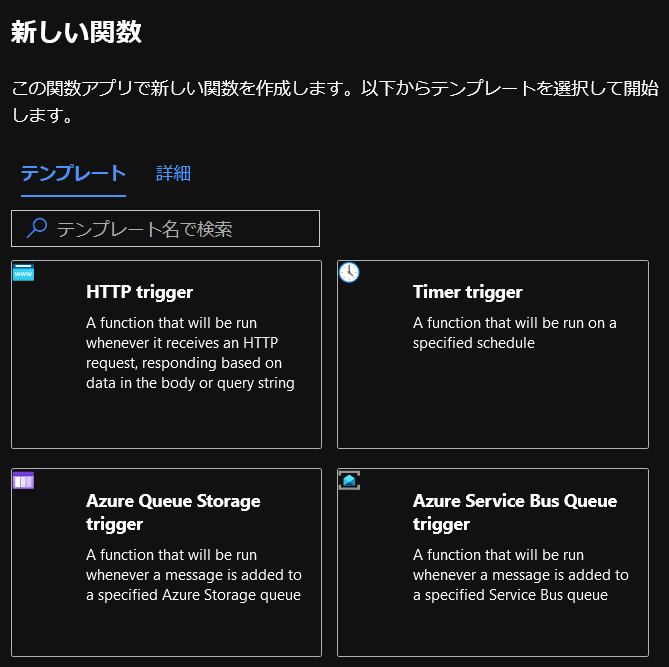 新しい関数
この関数アプリで新しい関数を作成します。以下からテンプレートを選択して開始
します。
テンプレート 詳細
テンプレート名で検索
www
HTTP trigger
A function that will be run
whenever it receives an HTTP
request, responding based on
data in the body or query string
Timer trigger
A function that will be run on a
specified schedule
Azure Queue Storage
trigger
A function that will be run
whenever a message is added to
a specified Azure Storage queue
Azure Service Bus Queue
trigger
A function that will be run
whenever a message is added to
a specified Service Bus queue